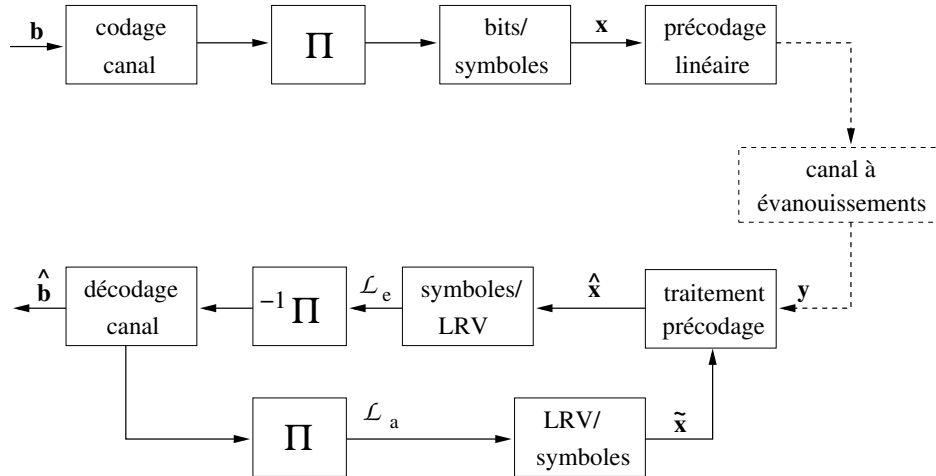 b
codage
canal
Π
bits/
symboles
x
précodage
linéaire
canal à
évanouissements
b̂
décodage
canal
−1 Π
ℒ e
symboles/
LRV
x̂
traitement
précodage
y
Π
ℒ a
LRV/
symboles
x̃